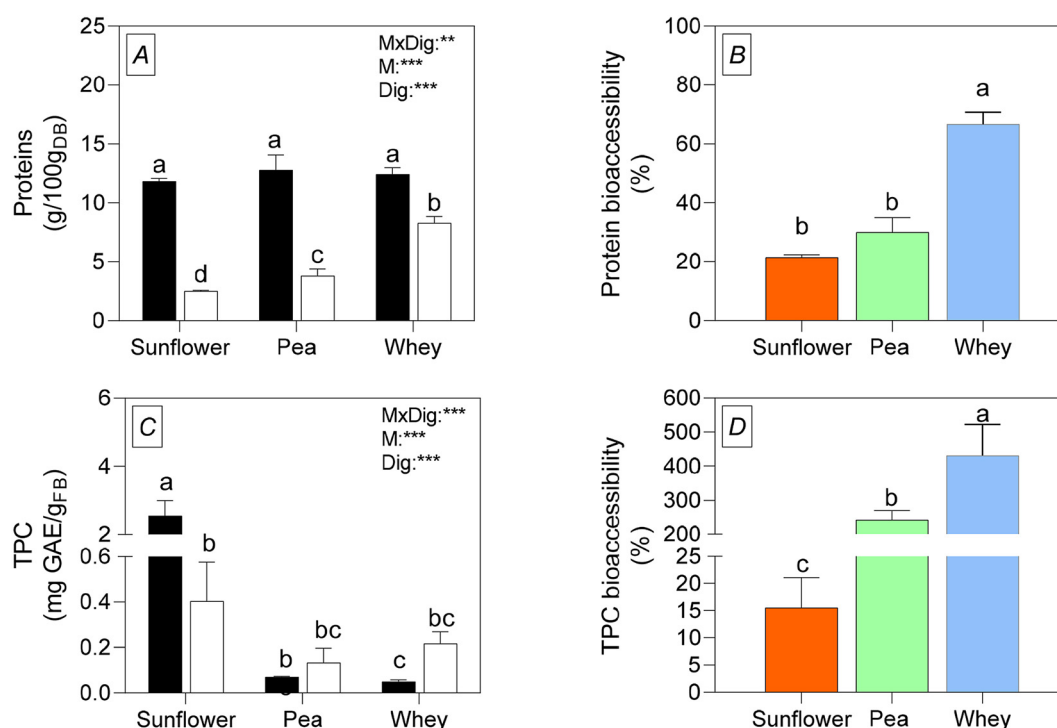 A
MxDig:**
M:***
Dig:***
Proteins
(g/100gDB)
25
20
15
10
5
0
a
a
a
b
c
d
Sunflower
Pea
Whey
B
Protein bioaccessibility
(%)
100
80
60
40
20
0
b
b
a
Sunflower
Pea
Whey
C
MxDig:***
M:***
Dig:***
TPC
(mg GAE/gFB)
6
4
2
0.6
0.4
0.2
0.0
a
b
b
bc
c
bc
Sunflower
Pea
Whey
D
TPC bioaccessibility
(%)
600
500
400
300
200
25
20
15
10
5
0
c
b
a
Sunflower
Pea
Whey